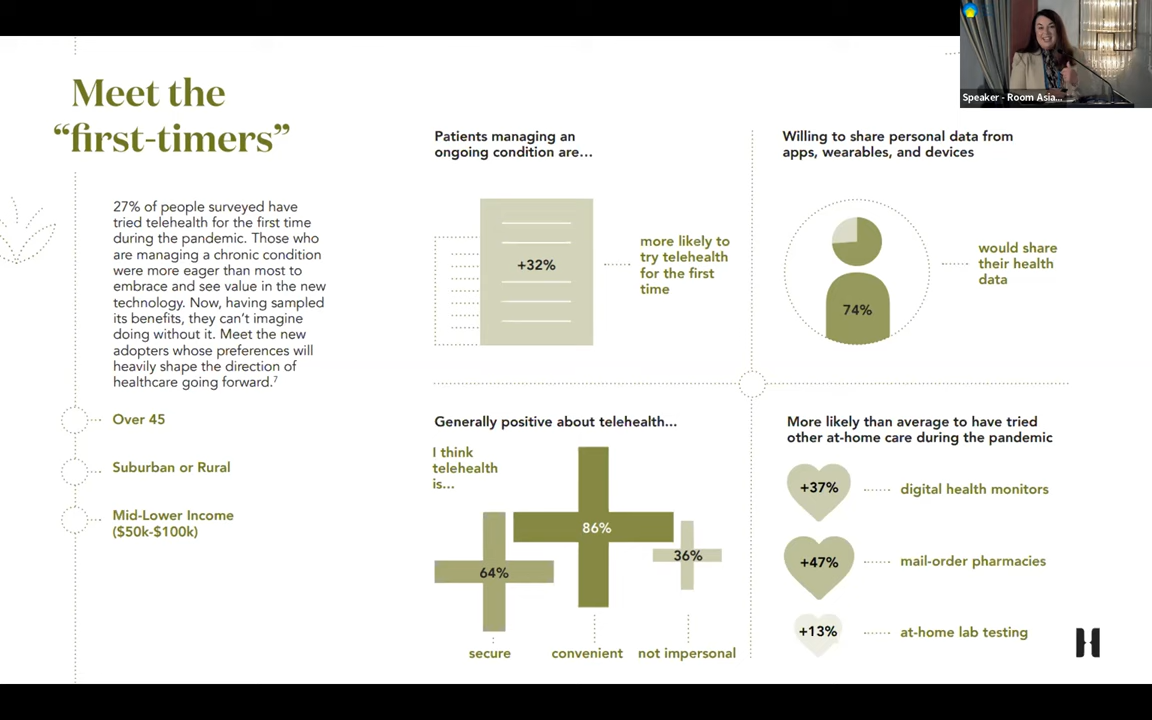 Meet the
“first-timers”
27% of people surveyed have
tried telehealth for the first time
during the pandemic. Those who
are managing a chronic condition
were more eager than most to
embrace and see value in the new
technology. Now, having sampled
its benefits, they can’t imagine
doing without it. Meet the new
adopters whose preferences will
heavily shape the direction of
healthcare going forward.7
Over 45
Suburban or Rural
Mid-Lower Income
($50k-$100k)
Patients managing an
ongoing condition are...
+32%
more likely to
try telehealth
for the first
time
Willing to share personal data from
apps, wearables, and devices
74%
would share
their health
data
Generally positive about telehealth...
I think
telehealth
is...
64%
86%
36%
secure
convenient
not impersonal
More likely than average to have tried
other at-home care during the pandemic
+37%
digital health monitors
+47%
mail-order pharmacies
+13%
at-home lab testing
H
Speaker - Room Asia...